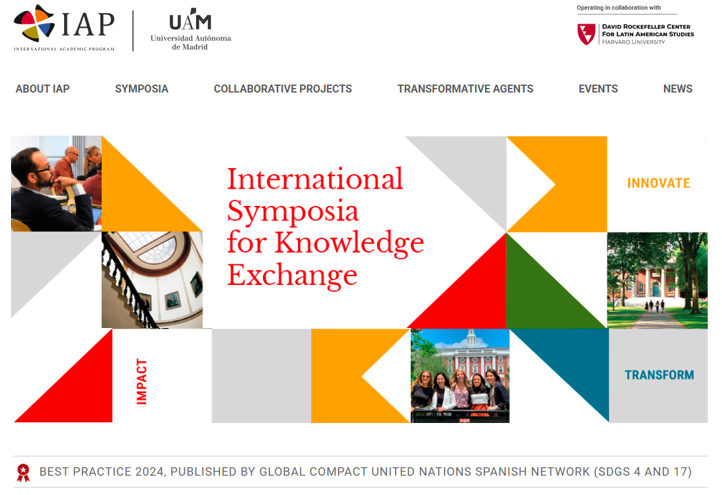 IAP
INTERNATIONAL ACADEMIC PROGRAM
UAM
Universidad Autónoma
de Madrid
Operating in collaboration with
DAVID ROCKEFELLER CENTER
FOR LATIN AMERICAN STUDIES
HARVARD UNIVERSITY
ABOUT IAP SYMPOSIA COLLABORATIVE PROJECTS TRANSFORMATIVE AGENTS EVENTS NEWS
International
Symposia
for Knowledge
Exchange
INNOVATE
IMPACT
TRANSFORM
BEST PRACTICE 2024, PUBLISHED BY GLOBAL COMPACT UNITED NATIONS SPANISH NETWORK (SDGS 4 AND 17)